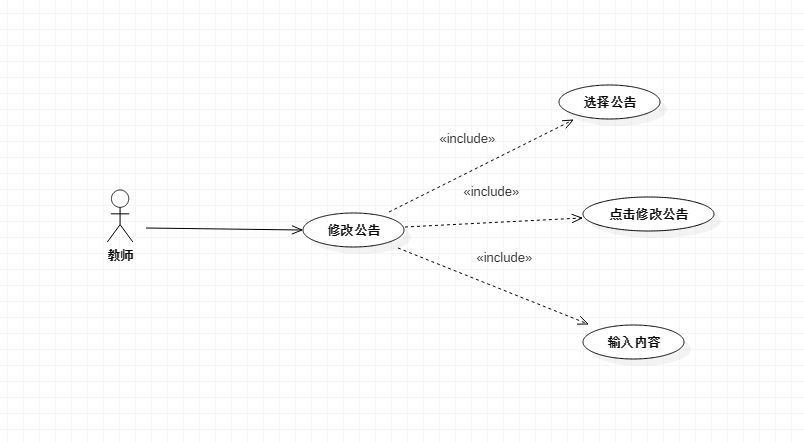 选择公告
«include»
«include»
点击修改公告
修改公告
教师
«include»
输入内容